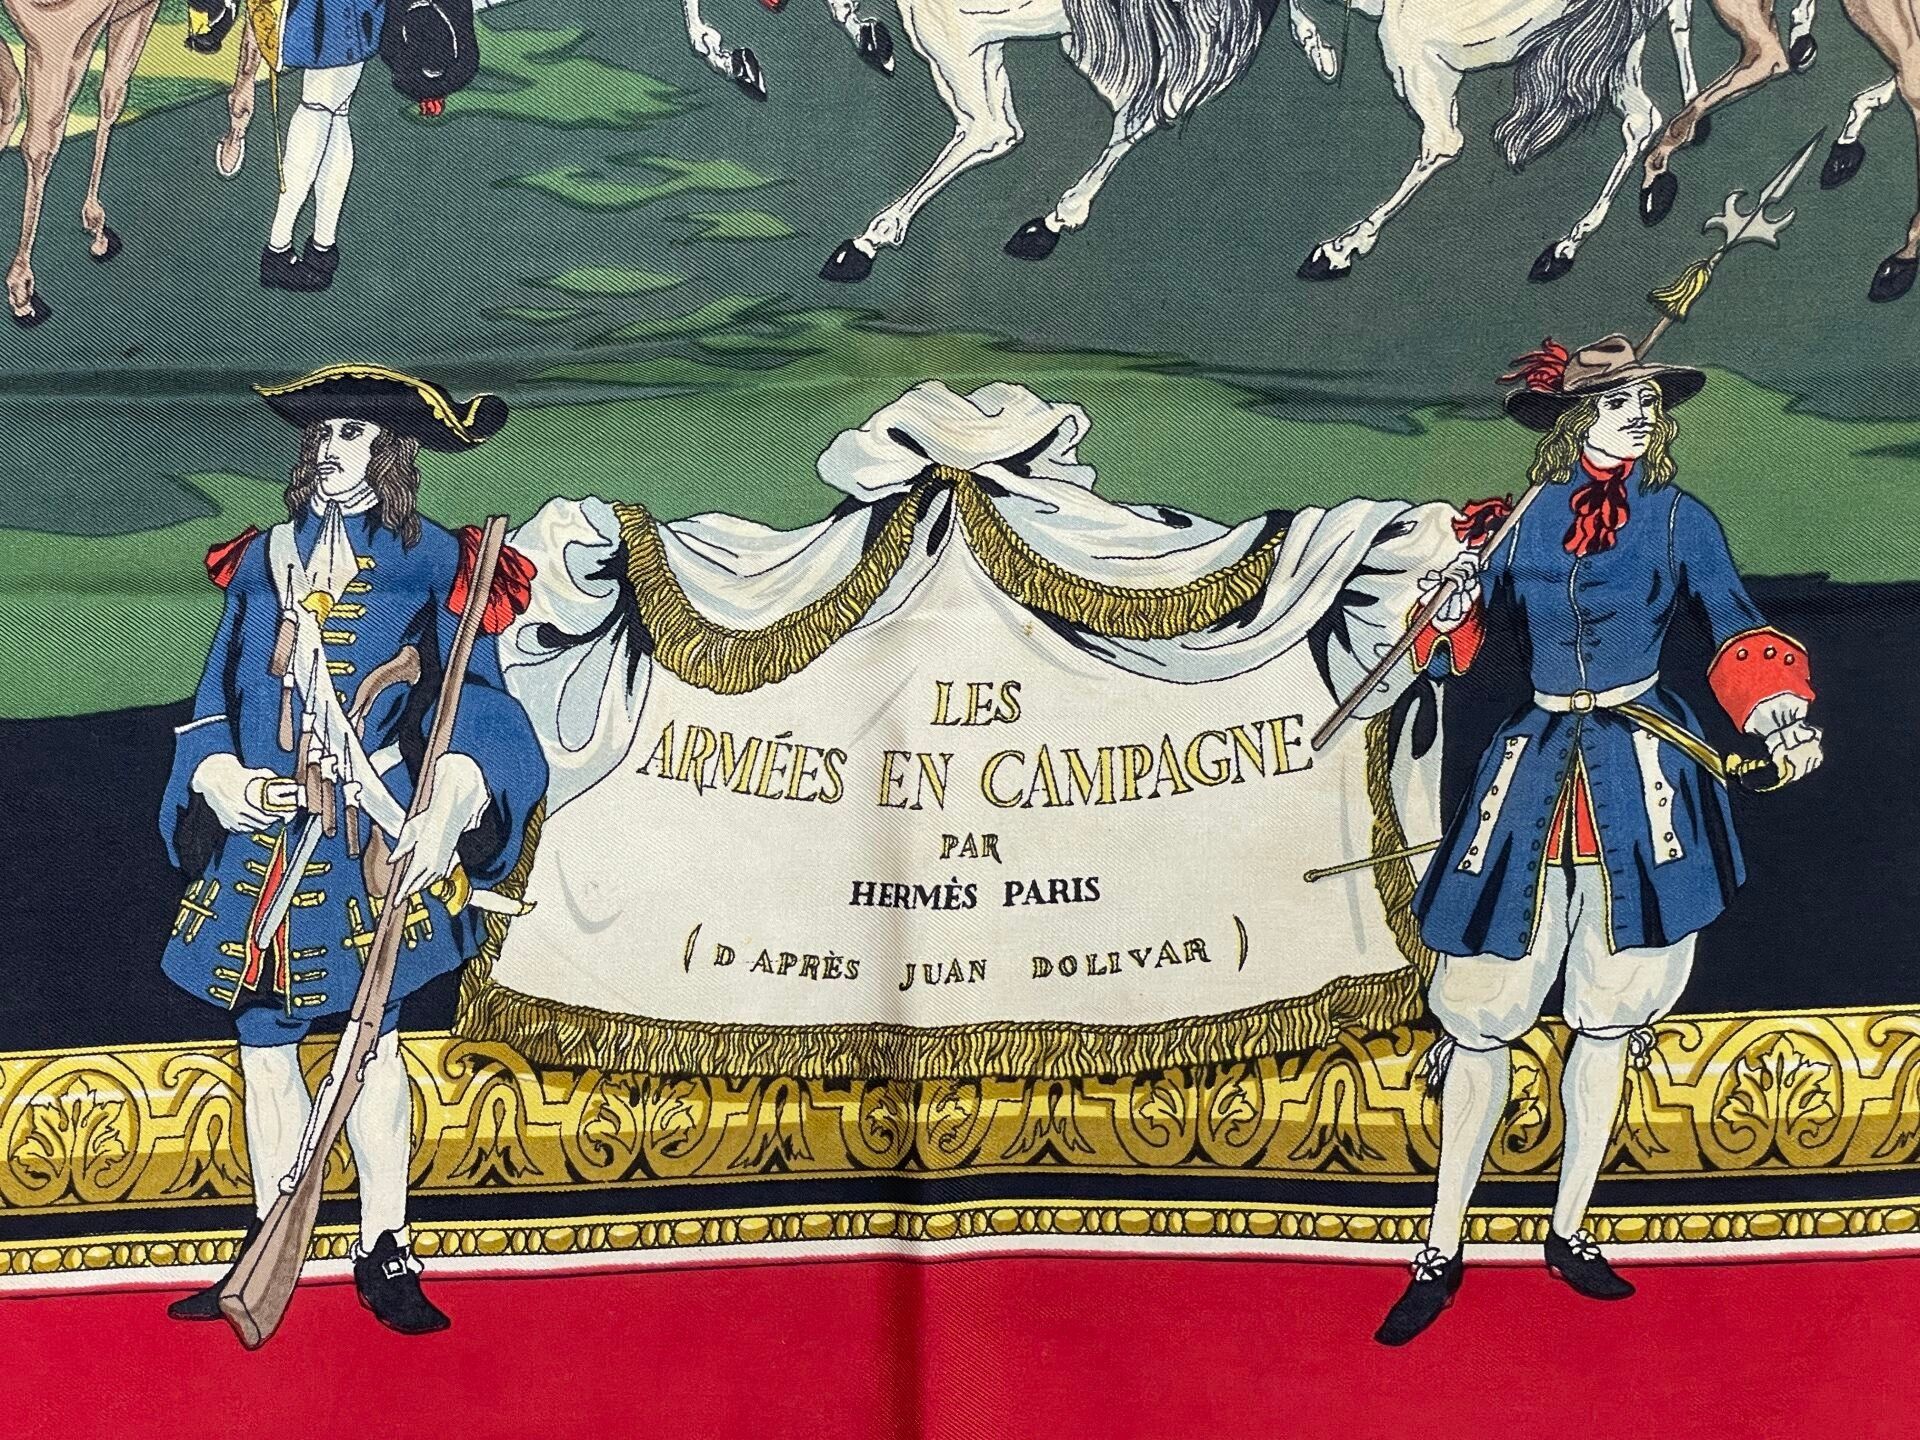 LES
ARMÉES EN CAMPAGNE
PAR
HERMÈS PARIS
(D APRÈS JUAN DOLIVAR)